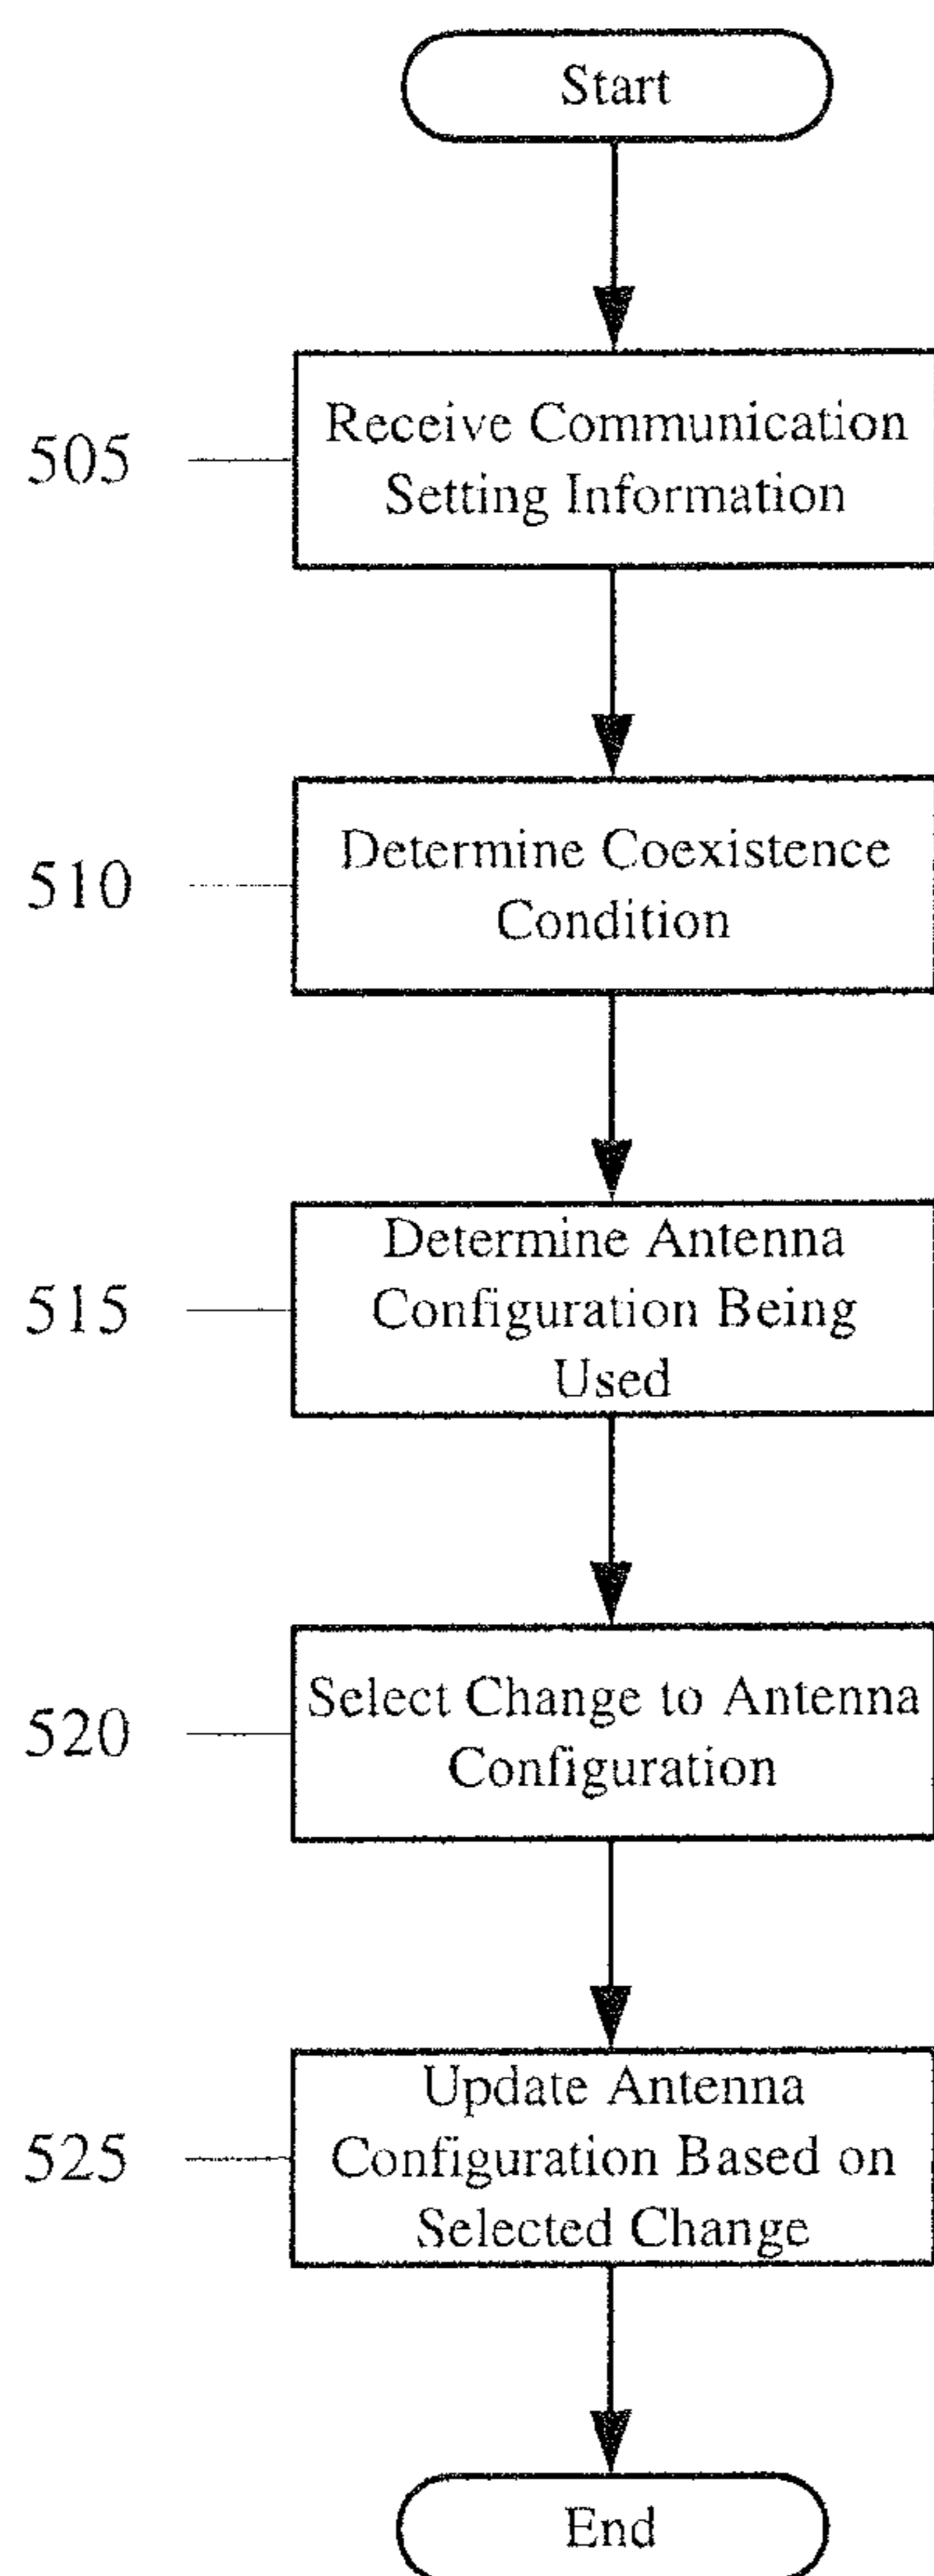 Start
505
Receive Communication
Setting Information
510
Determine Coexistence
Condition
515
Determine Antenna
Configuration Being
Used
520
Select Change to Antenna
Configuration
525
Update Antenna
Configuration Based on
Selected Change
End